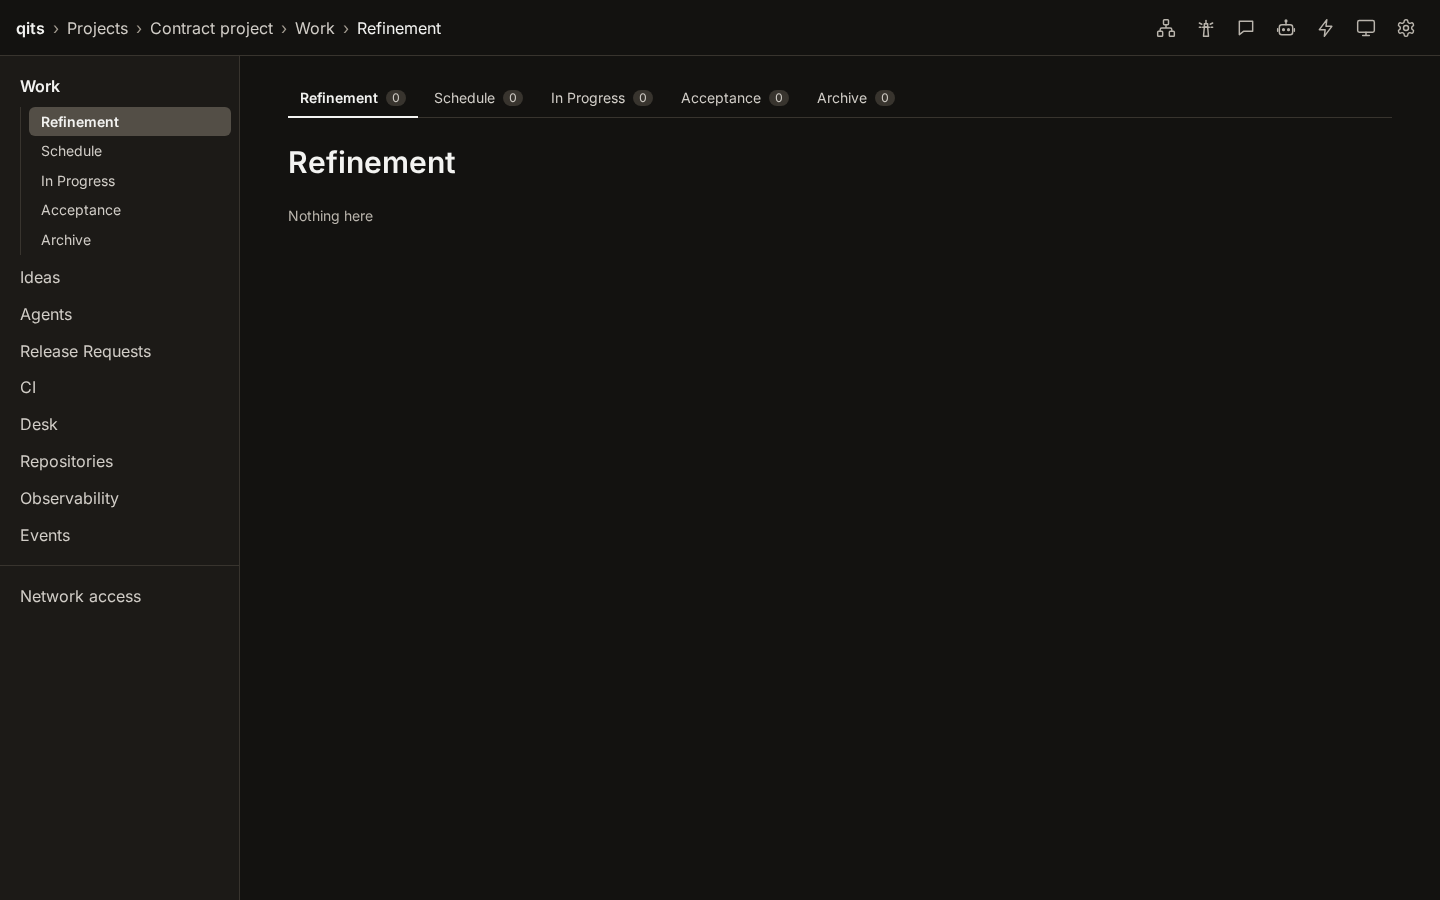 qits › Projects › Contract project › Work › Refinement
Work
Refinement
Schedule
In Progress
Acceptance
Archive
Ideas
Agents
Release Requests
CI
Desk
Repositories
Observability
Events
Network access
Refinement 0 Schedule 0 In Progress 0 Acceptance 0 Archive 0
Refinement
Nothing here